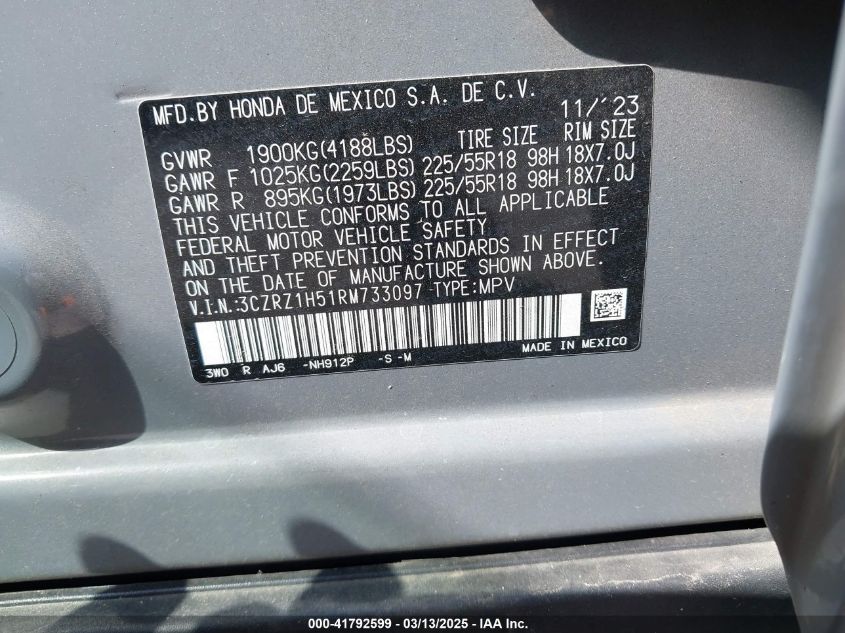 MFD.BY HONDA DE MEXICO S.A. DE C.V. 11/'23
GVWR 1900KG(4188LBS) TIRE SIZE RIM SIZE
GAWR F 1025KG(2259LBS) 225/55R18 98H 18X7.0J
GAWR R 895KG(1973LBS) 225/55R18 98H 18X7.0J
THIS VEHICLE CONFORMS TO ALL APPLICABLE
FEDERAL MOTOR VEHICLE SAFETY
AND THEFT PREVENTION STANDARDS IN EFFECT
ON THE DATE OF MANUFACTURE SHOWN ABOVE.
V.I.N.:3CZRZ1H51RM733097 TYPE:MPV
3W0 R AJ6 -NH912P -S -M MADE IN MEXICO
000-41792599 / 03/13/2025 - IAA Inc.